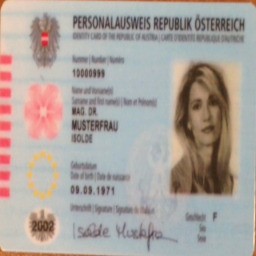 PERSONALAUSWEIS REPUBLIK ÖSTERREICH
IDENTITY CARD OF THE REPUBLIC OF AUSTRIA / CARTE D'IDENTITÉ RÉPUBLIQUE D'AUTRICHE
Nummer / Number / Numéro
10000999
Name und Vorname(n)
Surname and first name(s) / Nom et Prénom(s)
MAG. DR.
MUSTERFRAU
ISOLDE
Geburtsdatum
Date of birth / Date de naissance
09.09.1971
Unterschrift / Signature / Signature de titulaire
Geschlecht F
Sex
Sexe
2002
Isolde Musterfrau